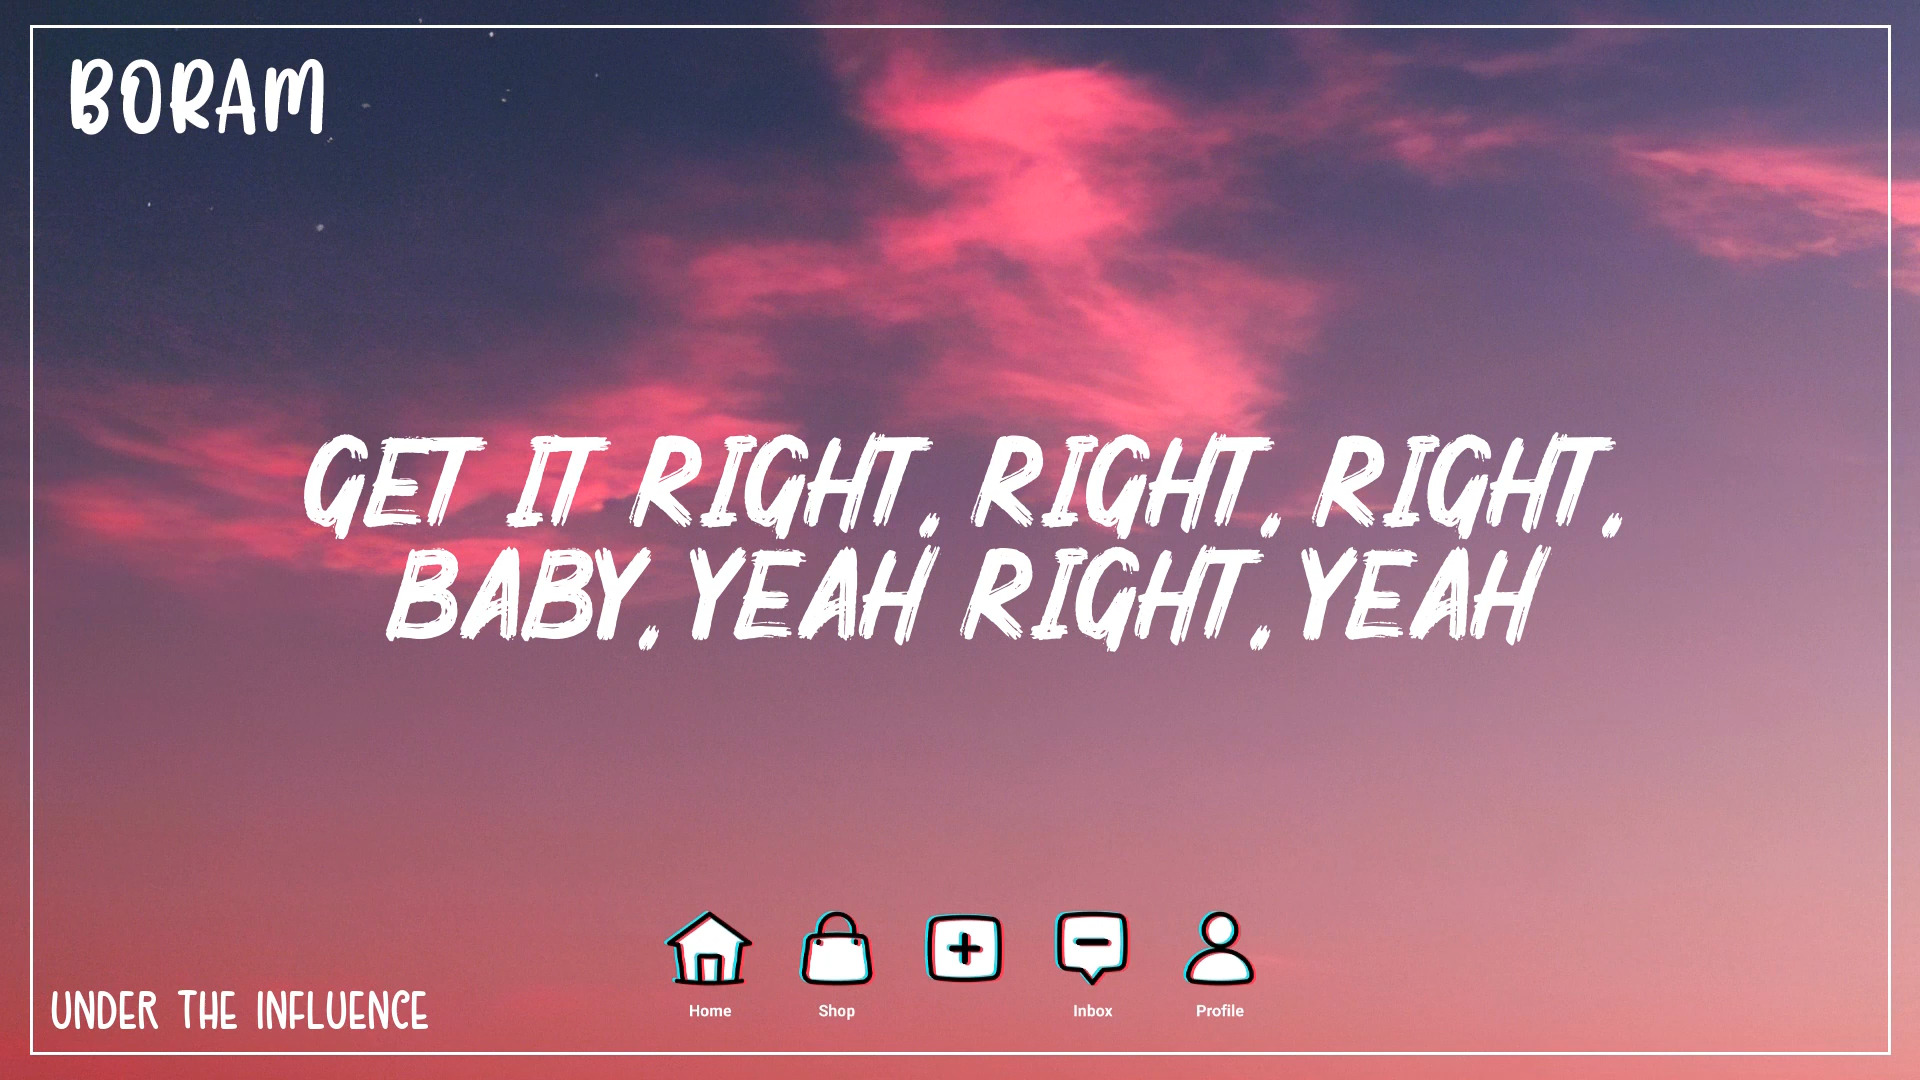 BORAM
GET IT RIGHT, RIGHT, RIGHT,
BABY, YEAH RIGHT, YEAH
Home
Shop
Inbox
Profile
UNDER THE INFLUENCE